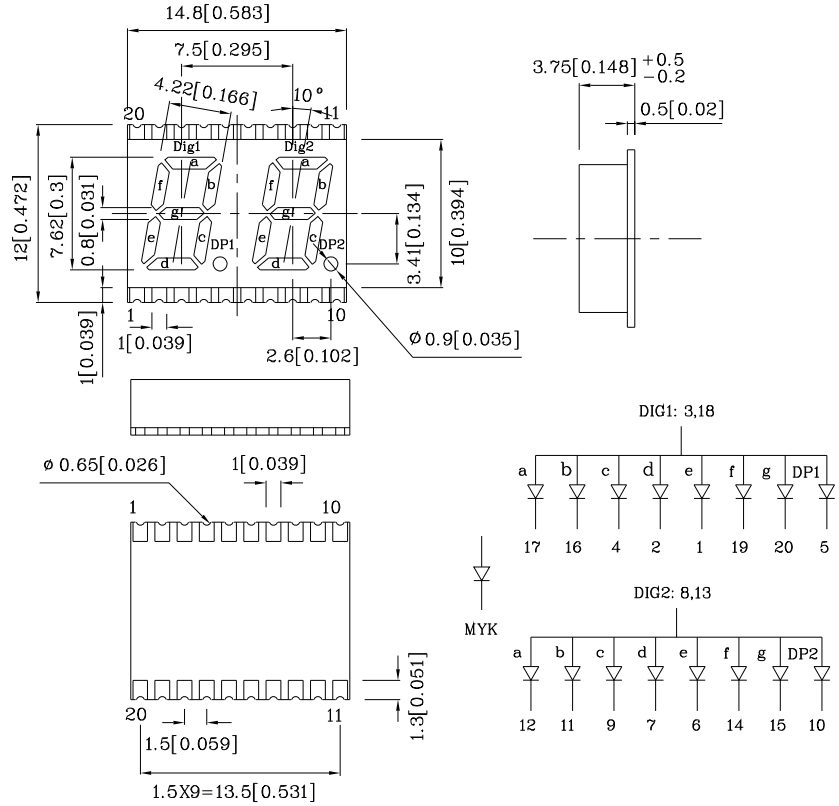 14.8[0.583]
7.5[0.295]
4.22[0.166]
10°
20
11
Dig1
Dig2
a
b
f
g
e
c
d
DP1
a
b
f
g
e
c
d
DP2
12[0.472]
7.62[0.3]
0.8[0.031]
1[0.039]
3.41[0.134]
10[0.394]
1
10
1[0.039]
2.6[0.102]
Ø0.9[0.035]
3.75[0.148] +0.5 -0.2
0.5[0.02]
Ø0.65[0.026]
1[0.039]
1
10
20
11
1.3[0.051]
1.5[0.059]
1.5X9=13.5[0.531]
DIG1: 3,18
a b c d e f g DP1
17 16 4 2 1 19 20 5
MYK
DIG2: 8,13
a b c d e f g DP2
12 11 9 7 6 14 15 10